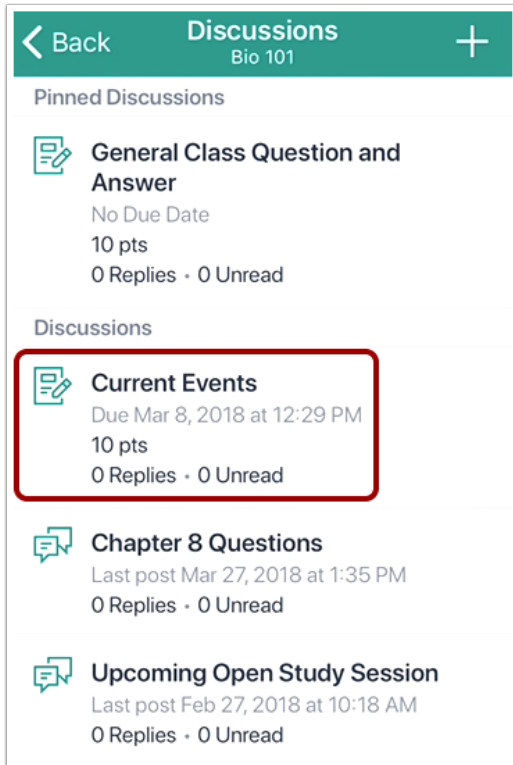 Back
Discussions
Bio 101
Pinned Discussions
General Class Question and
Answer
No Due Date
10 pts
0 Replies • 0 Unread
Discussions
Current Events
Due Mar 8, 2018 at 12:29 PM
10 pts
0 Replies • 0 Unread
Chapter 8 Questions
Last post Mar 27, 2018 at 1:35 PM
0 Replies • 0 Unread
Upcoming Open Study Session
Last post Feb 27, 2018 at 10:18 AM
0 Replies • 0 Unread